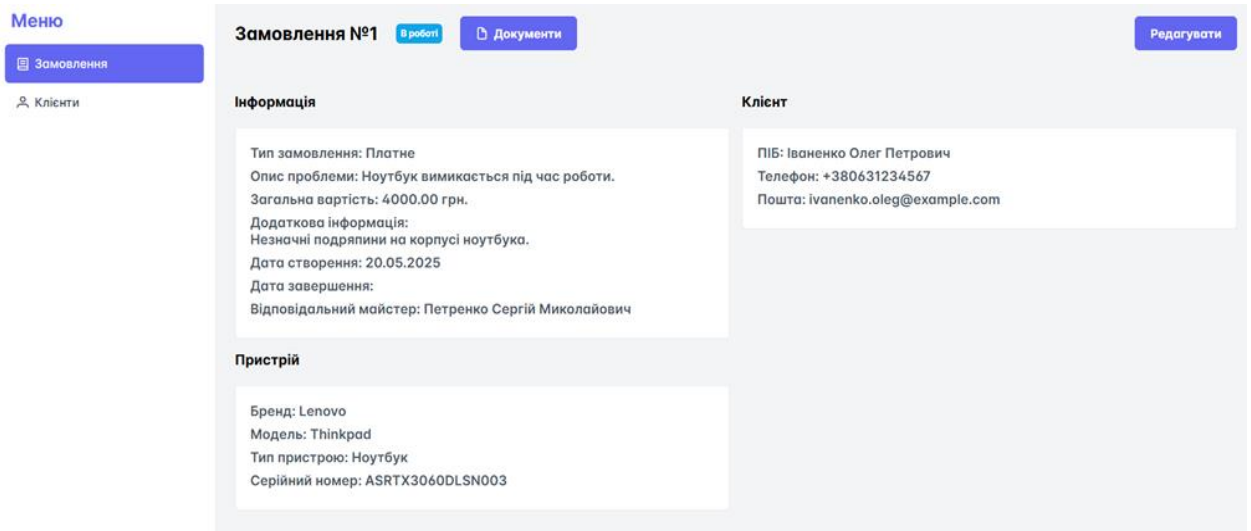 Меню
Замовлення
Клієнти
Замовлення №1
В роботі
Документи
Редагувати
Інформація
Тип замовлення: Платне
Опис проблеми: Ноутбук вимикається під час роботи.
Загальна вартість: 4000.00 грн.
Додаткова інформація:
Незначні подряпини на корпусі ноутбука.
Дата створення: 20.05.2025
Дата завершення:
Відповідальний майстер: Петренко Сергій Миколайович
Клієнт
ПІБ: Іваненко Олег Петрович
Телефон: +380631234567
Пошта: ivanenko.oleg@example.com
Пристрій
Бренд: Lenovo
Модель: Thinkpad
Тип пристрою: Ноутбук
Серійний номер: ASRTX3060DLSN003